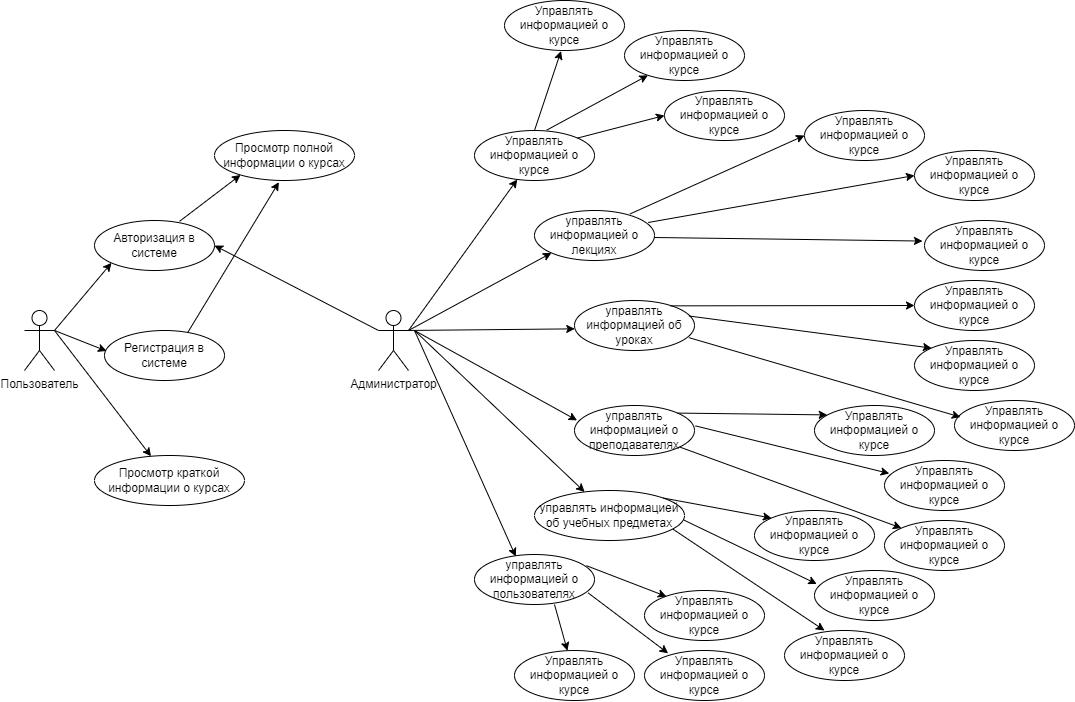 Управлять
информацией о
курсе
Управлять
информацией о
курсе
Управлять
информацией о
курсе
Управлять
информацией о
курсе
Просмотр полной
информации о курсах
Управлять
информацией о
курсе
Управлять
информацией о
курсе
управлять
информацией о
лекциях
Управлять
информацией о
курсе
Авторизация в
системе
Управлять
информацией о
курсе
управлять
информацией об
уроках
Управлять
информацией о
курсе
Регистрация в
системе
Пользователь
Администратор
Управлять
информацией о
курсе
управлять
информацией о
преподавателях
Управлять
информацией о
курсе
Просмотр краткой
информации о курсах
Управлять
информацией о
курсе
управлять информацией
об учебных предметах
Управлять
информацией о
курсе
Управлять
информацией о
курсе
управлять
информацией о
пользователях
Управлять
информацией о
курсе
Управлять
информацией о
курсе
Управлять
информацией о
курсе
Управлять
информацией о
курсе
Управлять
информацией о
курсе